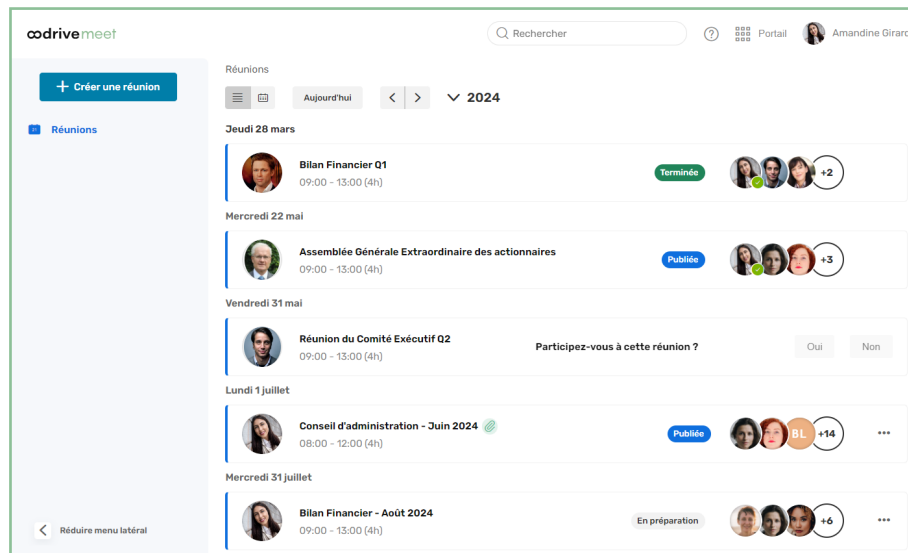 oodrive meet
Rechercher
?
Portail
Amandine Girard
+ Créer une réunion
Réunions
Réduire menu latéral
Réunions
Aujourd'hui
< >
2024
Jeudi 28 mars
Bilan Financier Q1
09:00 - 13:00 (4h)
Terminée
+2
Mercredi 22 mai
Assemblée Générale Extraordinaire des actionnaires
09:00 - 13:00 (4h)
Publiée
+3
Vendredi 31 mai
Réunion du Comité Exécutif Q2
09:00 - 13:00 (4h)
Participez-vous à cette réunion ?
Oui
Non
Lundi 1 juillet
Conseil d'administration - Juin 2024
08:00 - 12:00 (4h)
Publiée
BL
+14
Mercredi 31 juillet
Bilan Financier - Août 2024
09:00 - 13:00 (4h)
En préparation
+6